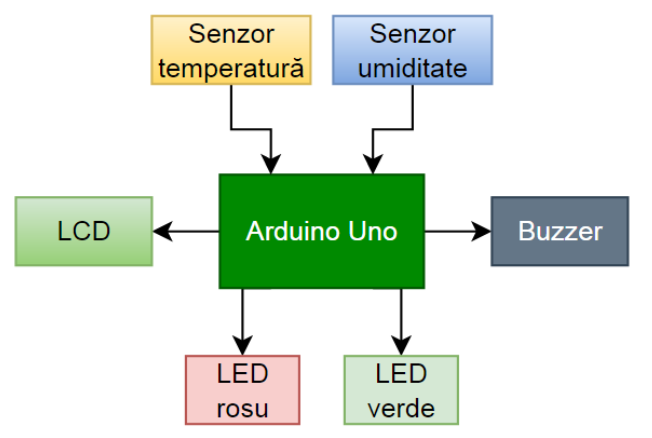 Senzor
temperatură
Senzor
umiditate
LCD
Arduino Uno
Buzzer
LED
rosu
LED
verde